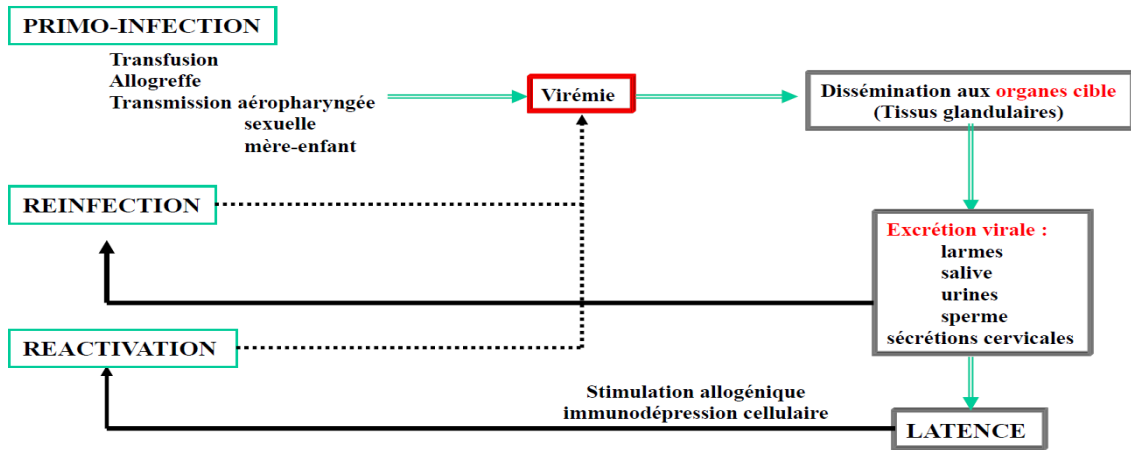 PRIMO-INFECTION
Transfusion
Allogreffe
Transmission aéropharyngée
sexuelle
mère-enfant
Virémie
Dissémination aux organes cible
(Tissus glandulaires)
REINFECTION
Excrétion virale :
larmes
salive
urines
sperme
sécrétions cervicales
REACTIVATION
Stimulation allogénique
immunodépression cellulaire
LATENCE